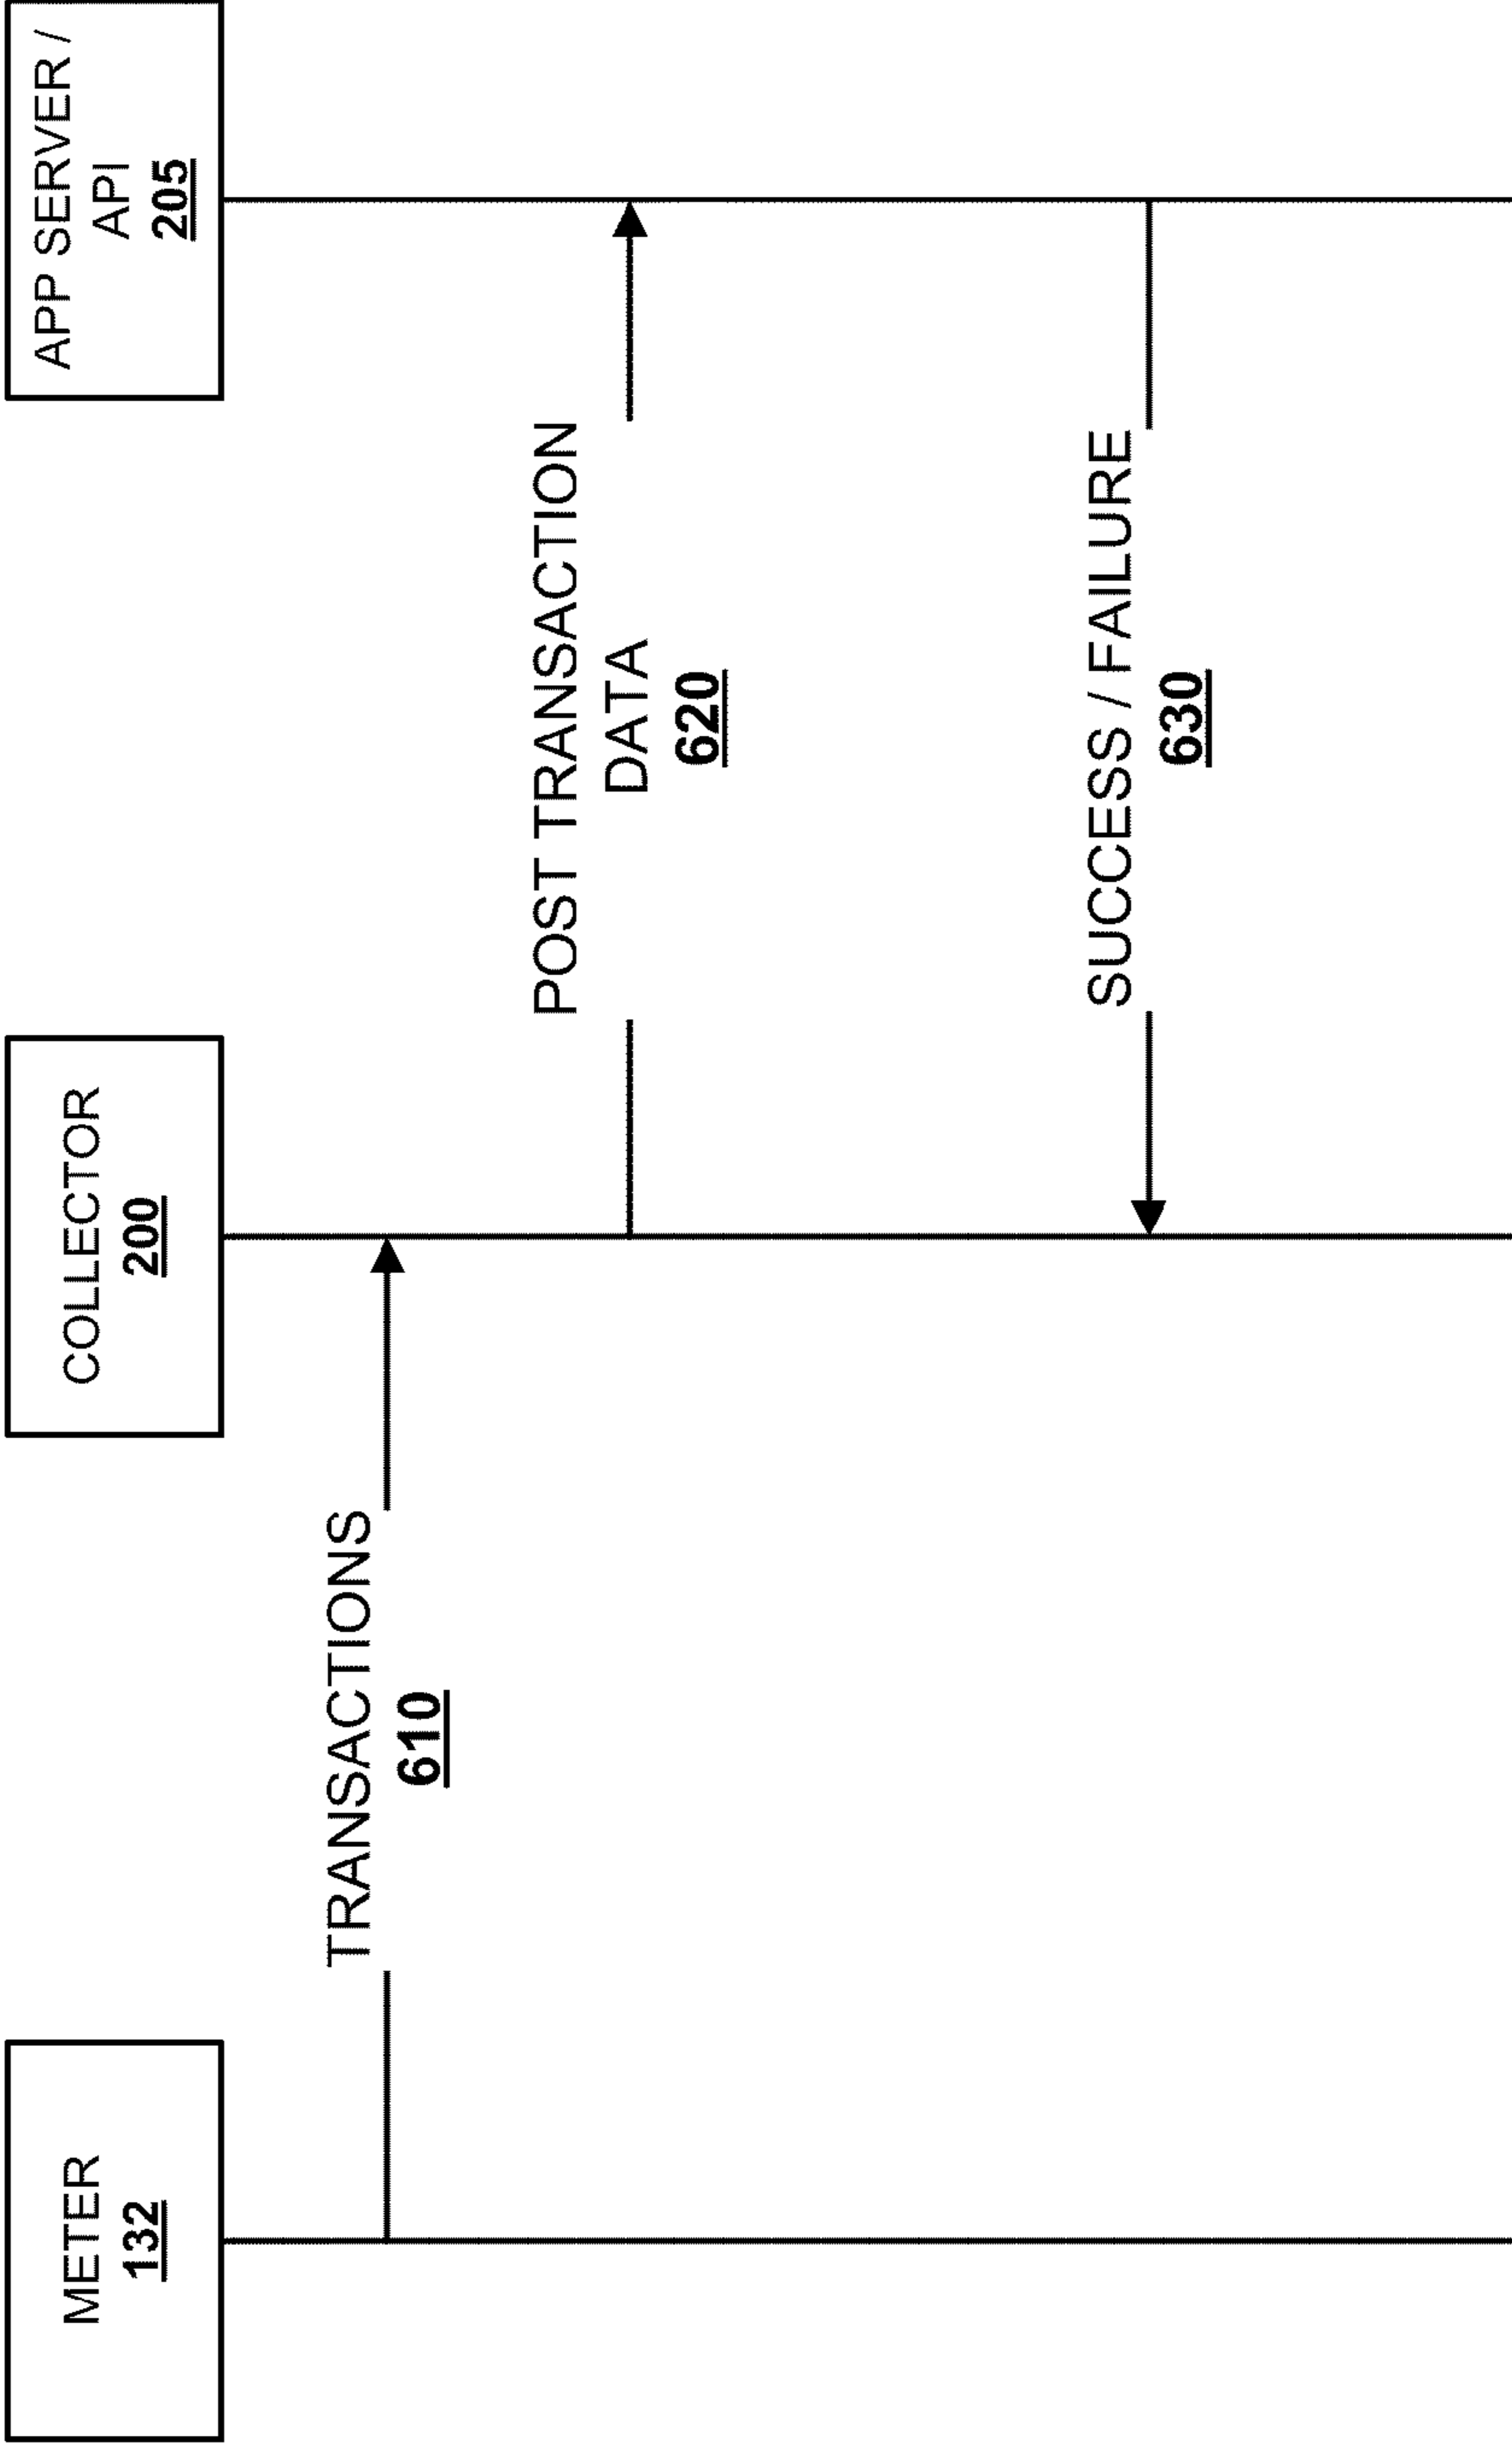 METER
132
COLLECTOR
200
APP SERVER /
API
205
TRANSACTIONS
610
POST TRANSACTION
DATA
620
SUCCESS / FAILURE
630